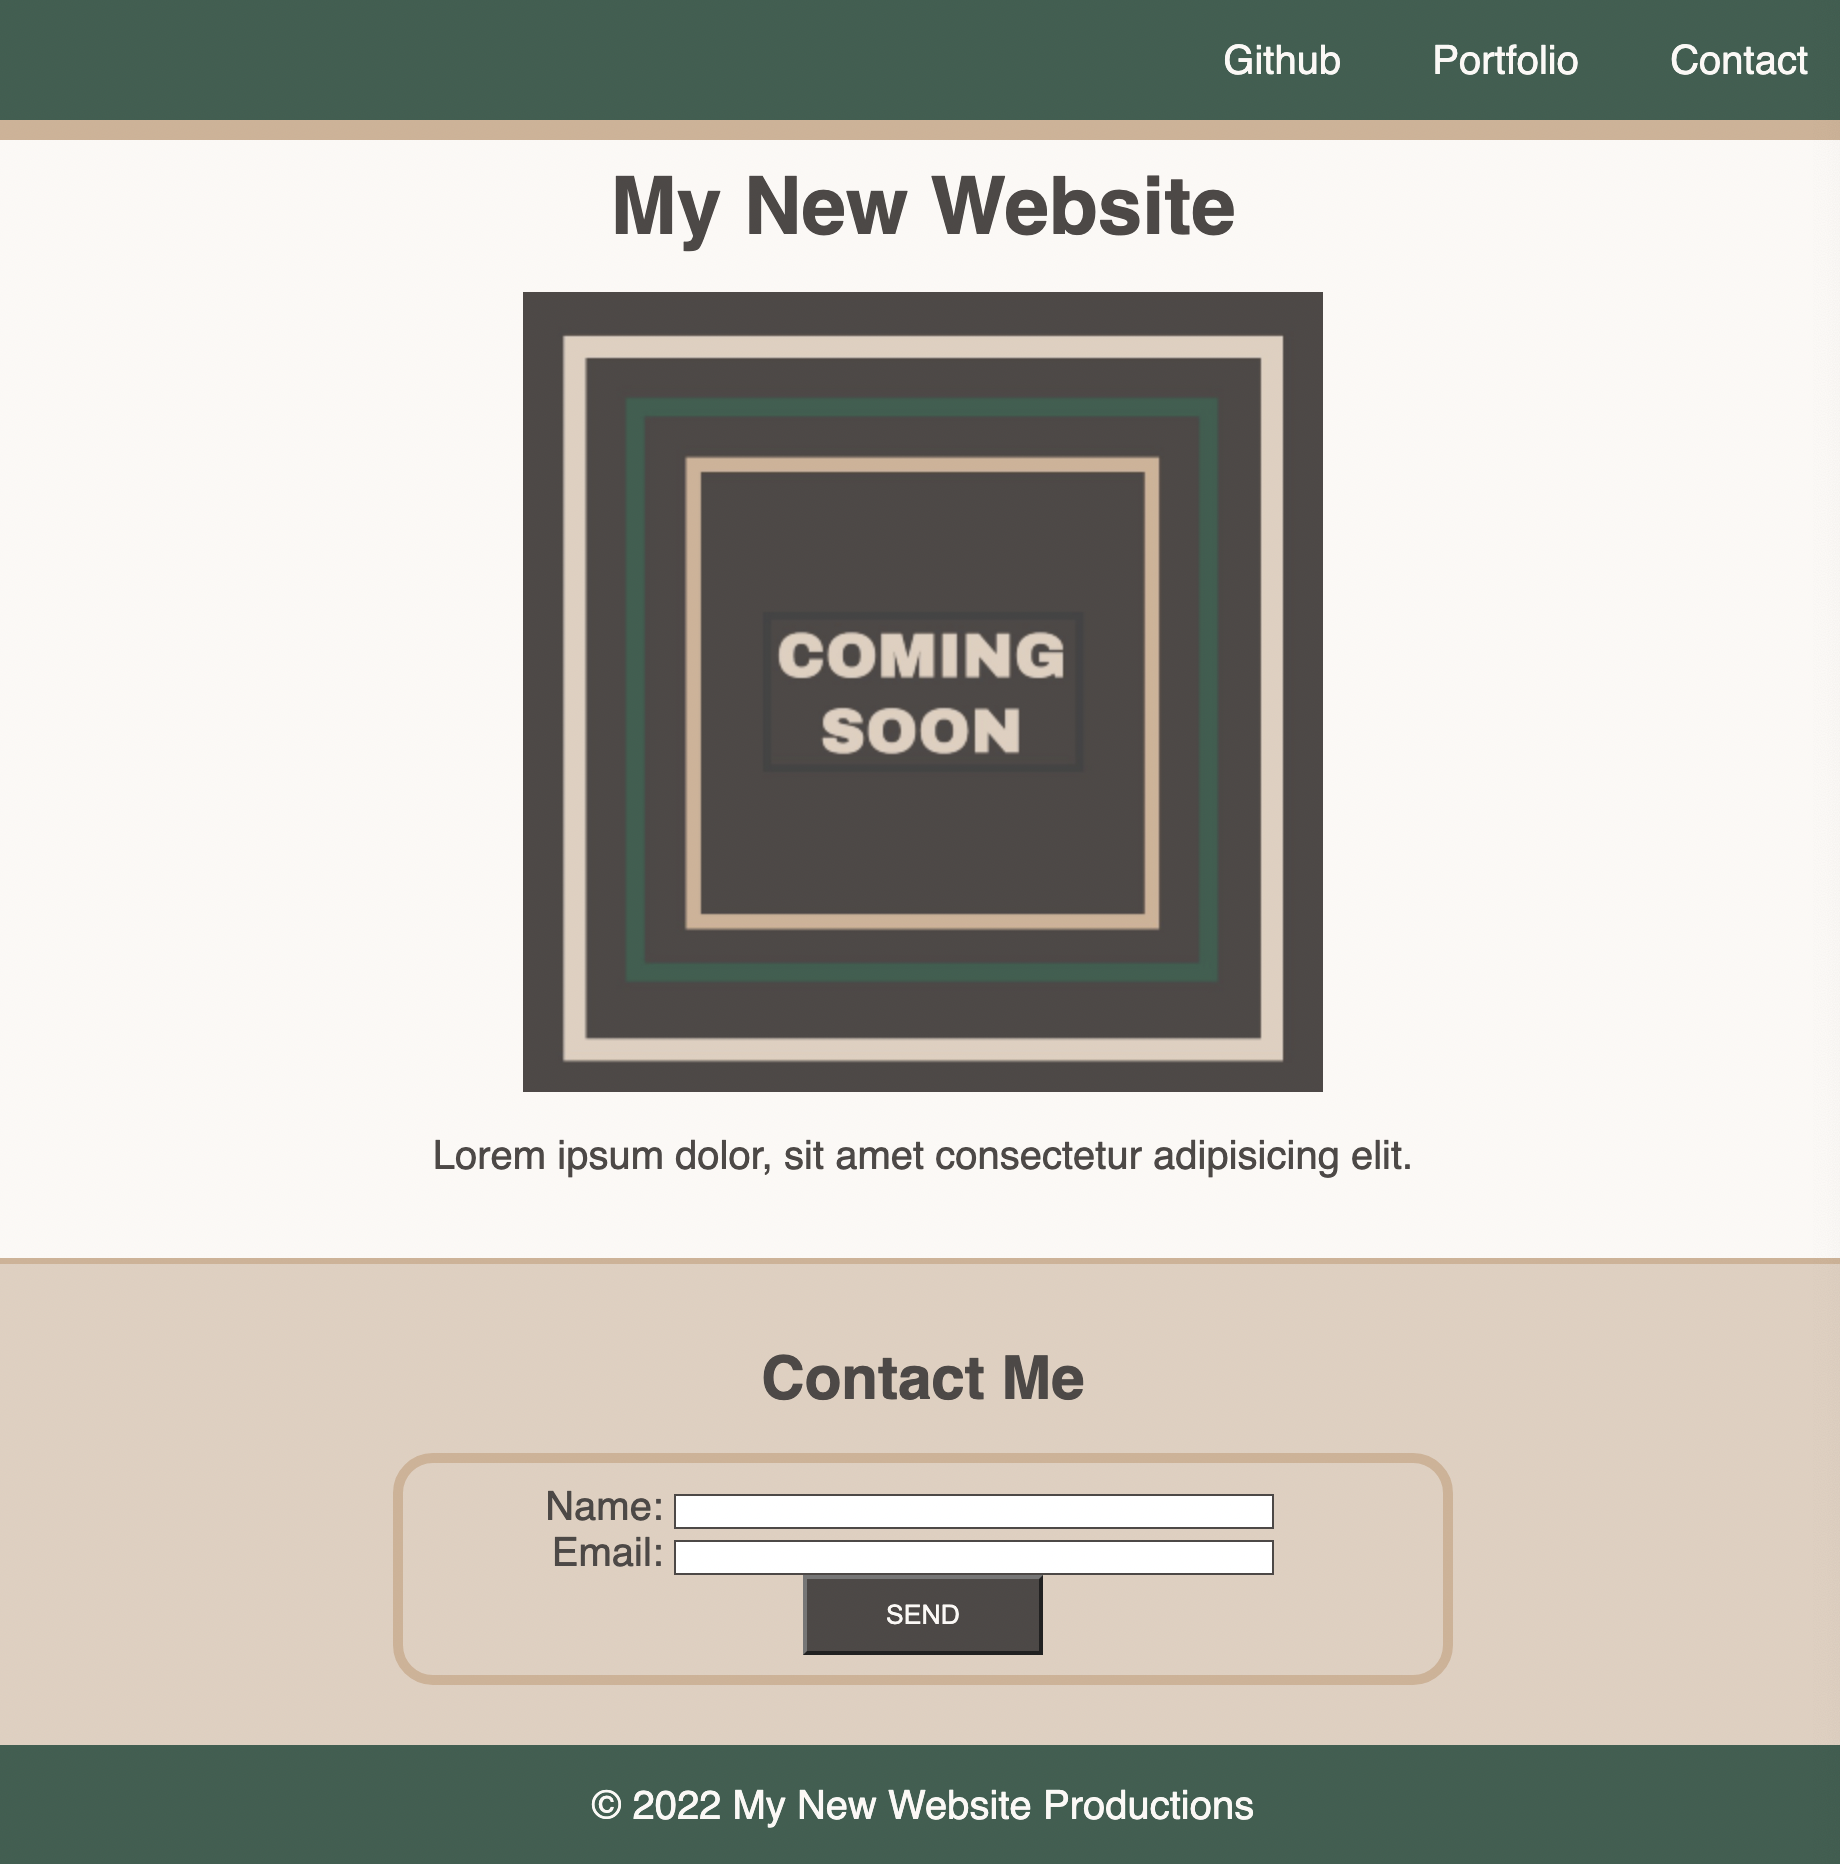 Github Portfolio Contact
My New Website
COMING
SOON
Lorem ipsum dolor, sit amet consectetur adipisicing elit.
Contact Me
Name:
Email:
SEND
© 2022 My New Website Productions